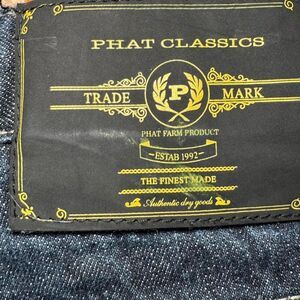 PHAT CLASSICS
TRADE P MARK
PHAT FARM PRODUCT
ESTAB 1992
THE FINEST MADE
Authentic dry goods